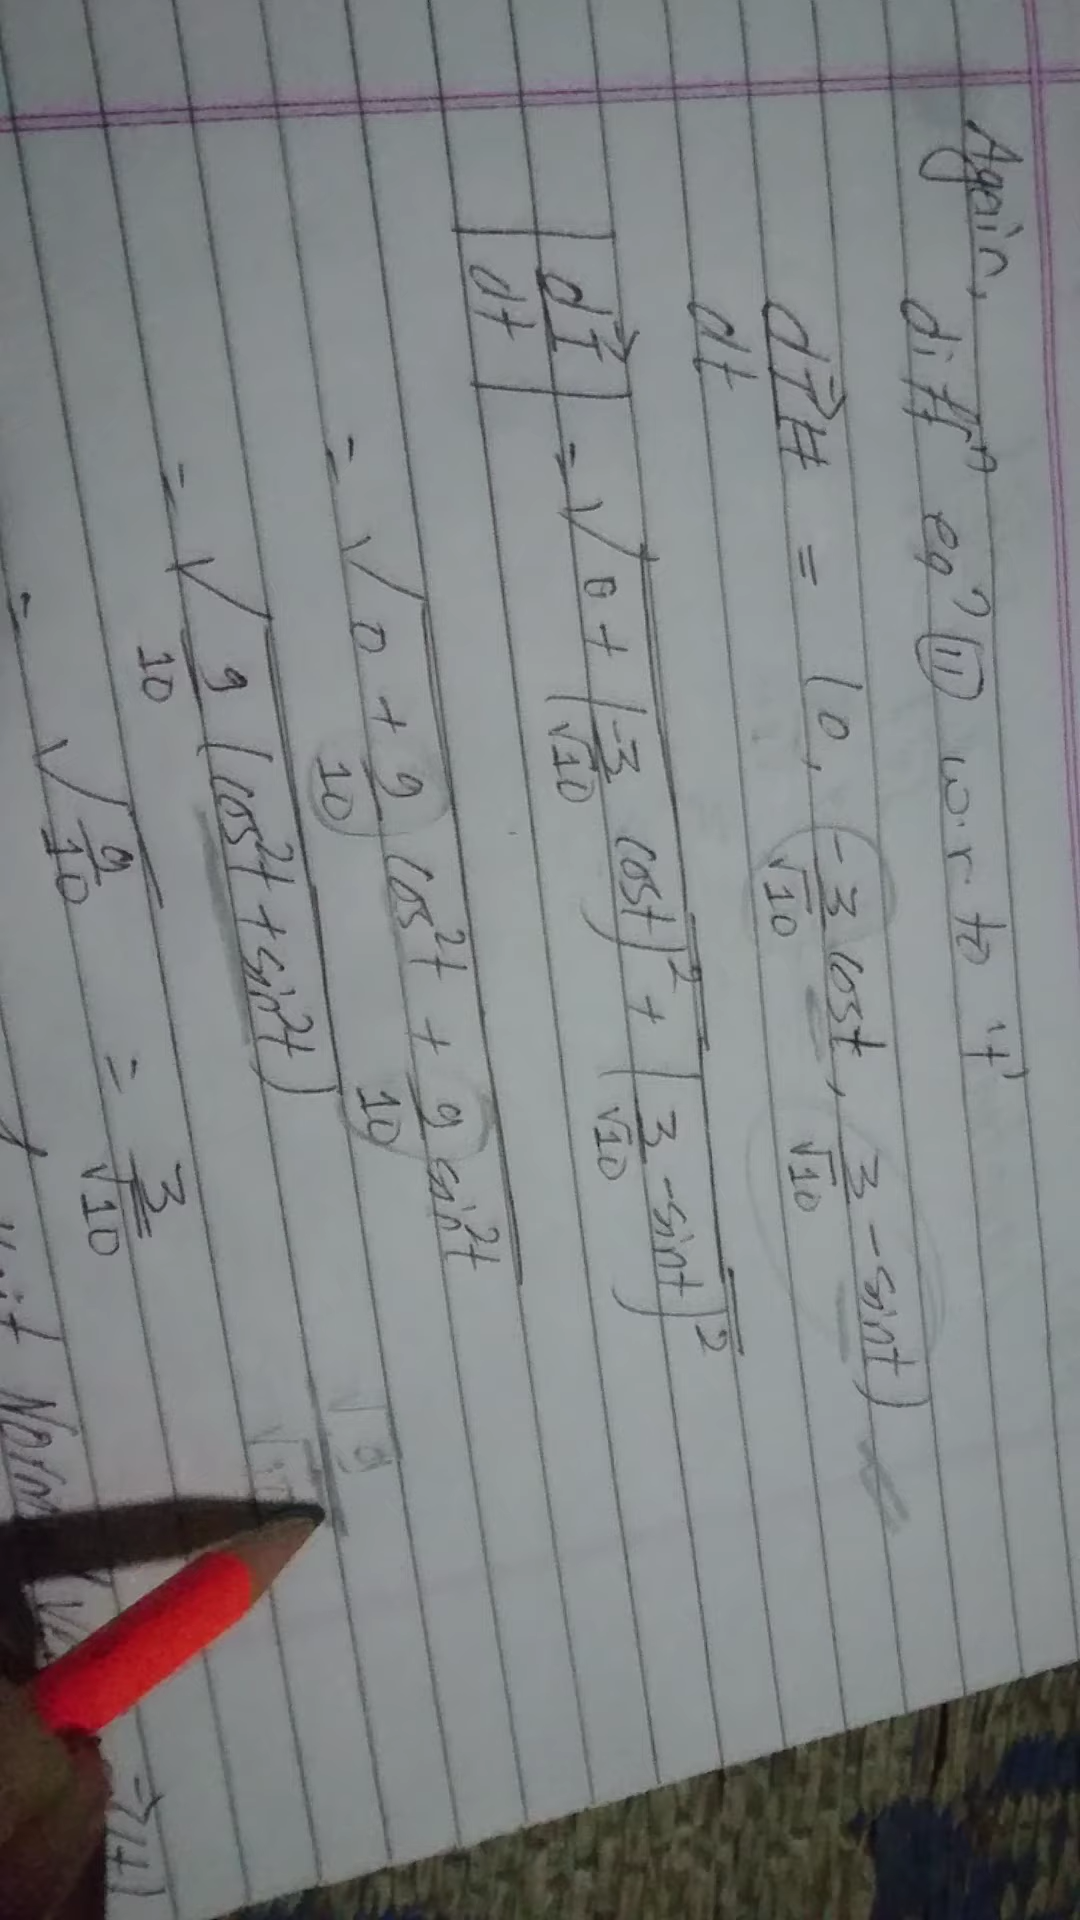 Again,
diffⁿ eqⁿ (ii) w.r to 't'
dT⃗/dt = (0, -3/√10 cost, 3/√10 -sint)
|dT⃗/dt| = √(0 + (-3/√10 cost)² + (3/√10 -sint)²)
= √(0 + 9/10 cos²t + 9/10 sin²t)
= √(9/10 (cos²t + sin²t))
= √(9/10) = 3/√10